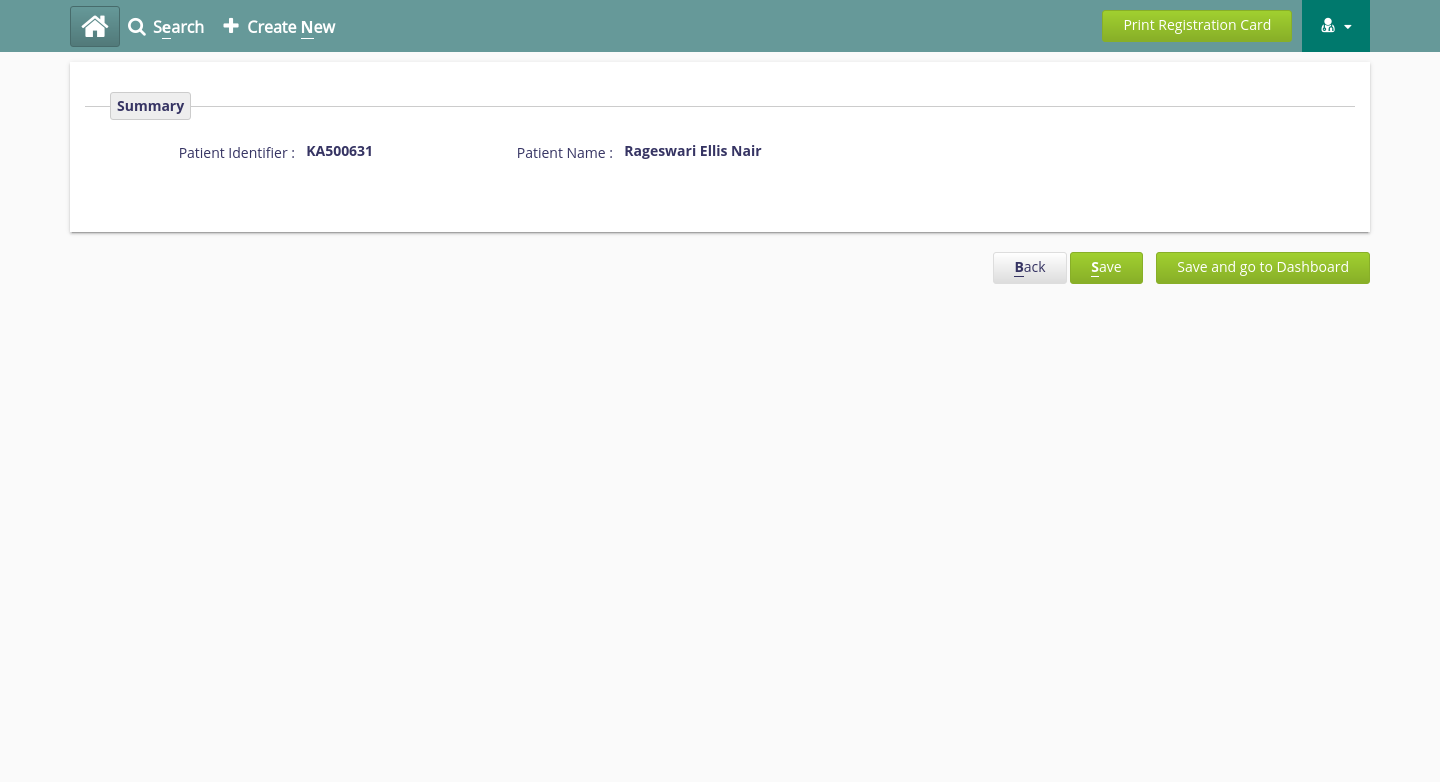 Search Create New Print Registration Card
Summary
Patient Identifier : KA500631 Patient Name : Rageswari Ellis Nair
Back Save Save and go to Dashboard